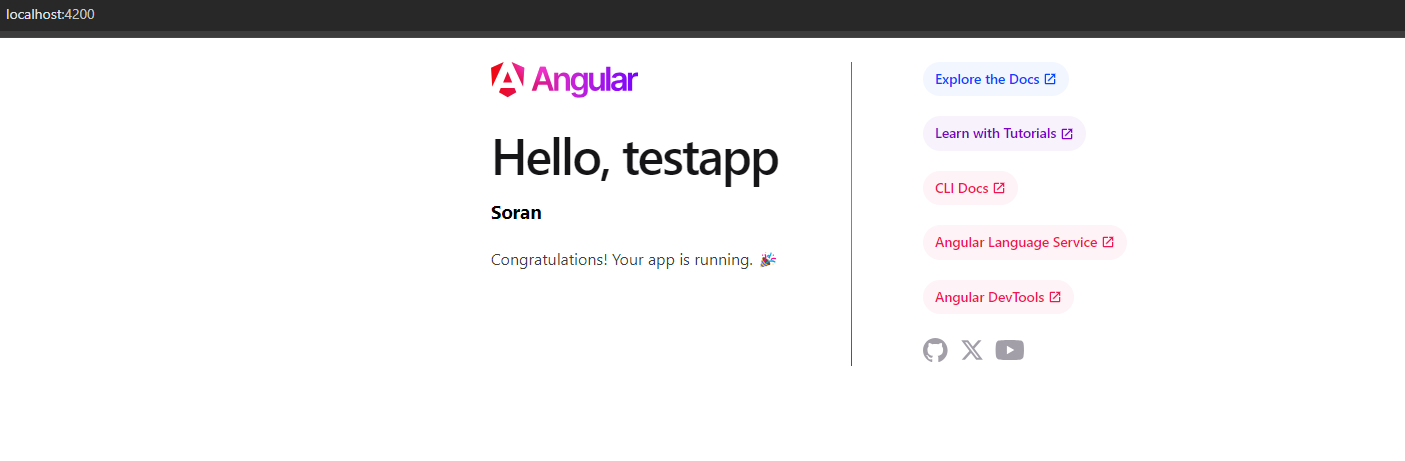 localhost:4200
Angular
Hello, testapp
Soran
Congratulations! Your app is running. 🎉
Explore the Docs
Learn with Tutorials
CLI Docs
Angular Language Service
Angular DevTools